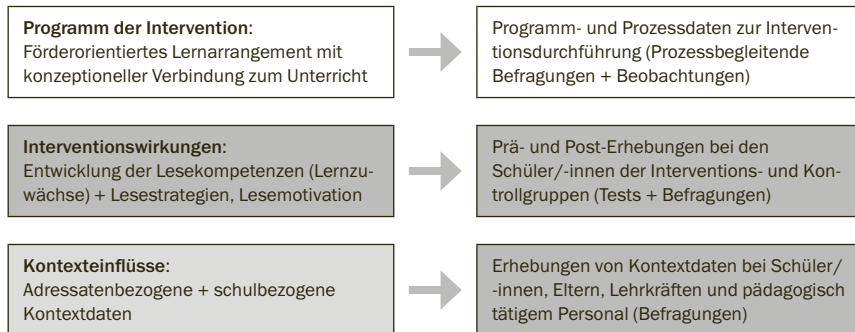 Programm der Intervention:
Förderorientiertes Lernarrangement mit
konzeptioneller Verbindung zum Unterricht
Programm- und Prozessdaten zur Interven-
tionsdurchführung (Prozessbegleitende
Befragungen + Beobachtungen)
Interventionswirkungen:
Entwicklung der Lesekompetenzen (Lernzu-
wächse) + Lesestrategien, Lesemotivation
Prä- und Post-Erhebungen bei den
Schüler/-innen der Interventions- und Kon-
trollgruppen (Tests + Befragungen)
Kontexteinflüsse:
Adressatenbezogene + schulbezogene
Kontextdaten
Erhebungen von Kontextdaten bei Schüler/
-innen, Eltern, Lehrkräften und pädagogisch
tätigem Personal (Befragungen)